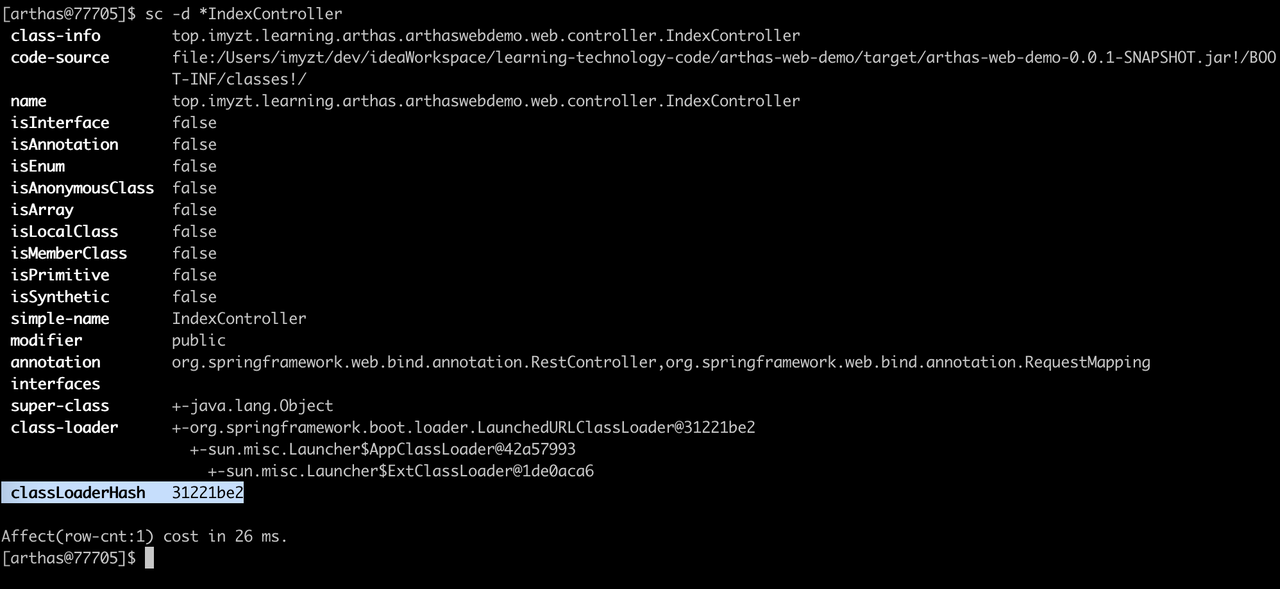 [arthas@77705]$ sc -d *IndexController
class-info top.imyzt.learning.arthas.arthaswebdemo.web.controller.IndexController
code-source file:/Users/imyzt/dev/ideaWorkspace/learning-technology-code/arthas-web-demo/target/arthas-web-demo-0.0.1-SNAPSHOT.jar!/BOO
T-INF/classes!/
name top.imyzt.learning.arthas.arthaswebdemo.web.controller.IndexController
isInterface false
isAnnotation false
isEnum false
isAnonymousClass false
isArray false
isLocalClass false
isMemberClass false
isPrimitive false
isSynthetic false
simple-name IndexController
modifier public
annotation org.springframework.web.bind.annotation.RestController,org.springframework.web.bind.annotation.RequestMapping
interfaces
super-class +-java.lang.Object
class-loader +-org.springframework.boot.loader.LaunchedURLClassLoader@31221be2
+-sun.misc.Launcher$AppClassLoader@42a57993
+-sun.misc.Launcher$ExtClassLoader@1de0aca6
classLoaderHash 31221be2
Affect(row-cnt:1) cost in 26 ms.
[arthas@77705]$